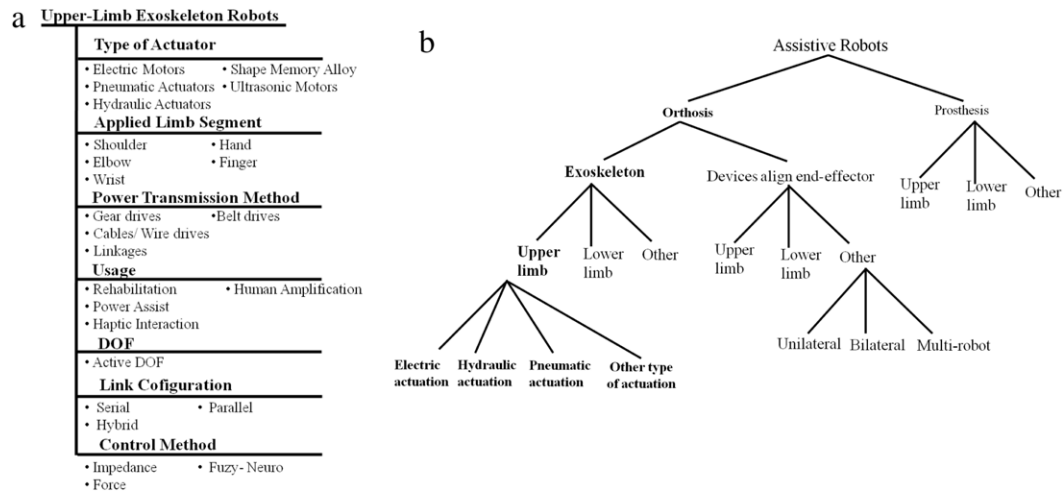 a
Upper-Limb Exoskeleton Robots
Type of Actuator
• Electric Motors • Shape Memory Alloy
• Pneumatic Actuators • Ultrasonic Motors
• Hydraulic Actuators
Applied Limb Segment
• Shoulder • Hand
• Elbow • Finger
• Wrist
Power Transmission Method
• Gear drives •Belt drives
• Cables/ Wire drives
• Linkages
Usage
• Rehabilitation • Human Amplification
• Power Assist
• Haptic Interaction
DOF
• Active DOF
Link Cofiguration
• Serial • Parallel
• Hybrid
Control Method
• Impedance • Fuzy- Neuro
• Force
b
Assistive Robots
Orthosis
Prosthesis
Exoskeleton
Devices align end-effector
Upper
limb
Lower
limb
Other
Upper
limb
Lower
limb
Other
Upper
limb
Lower
limb
Other
Unilateral Bilateral Multi-robot
Electric
actuation
Hydraulic
actuation
Pneumatic
actuation
Other type
of actuation